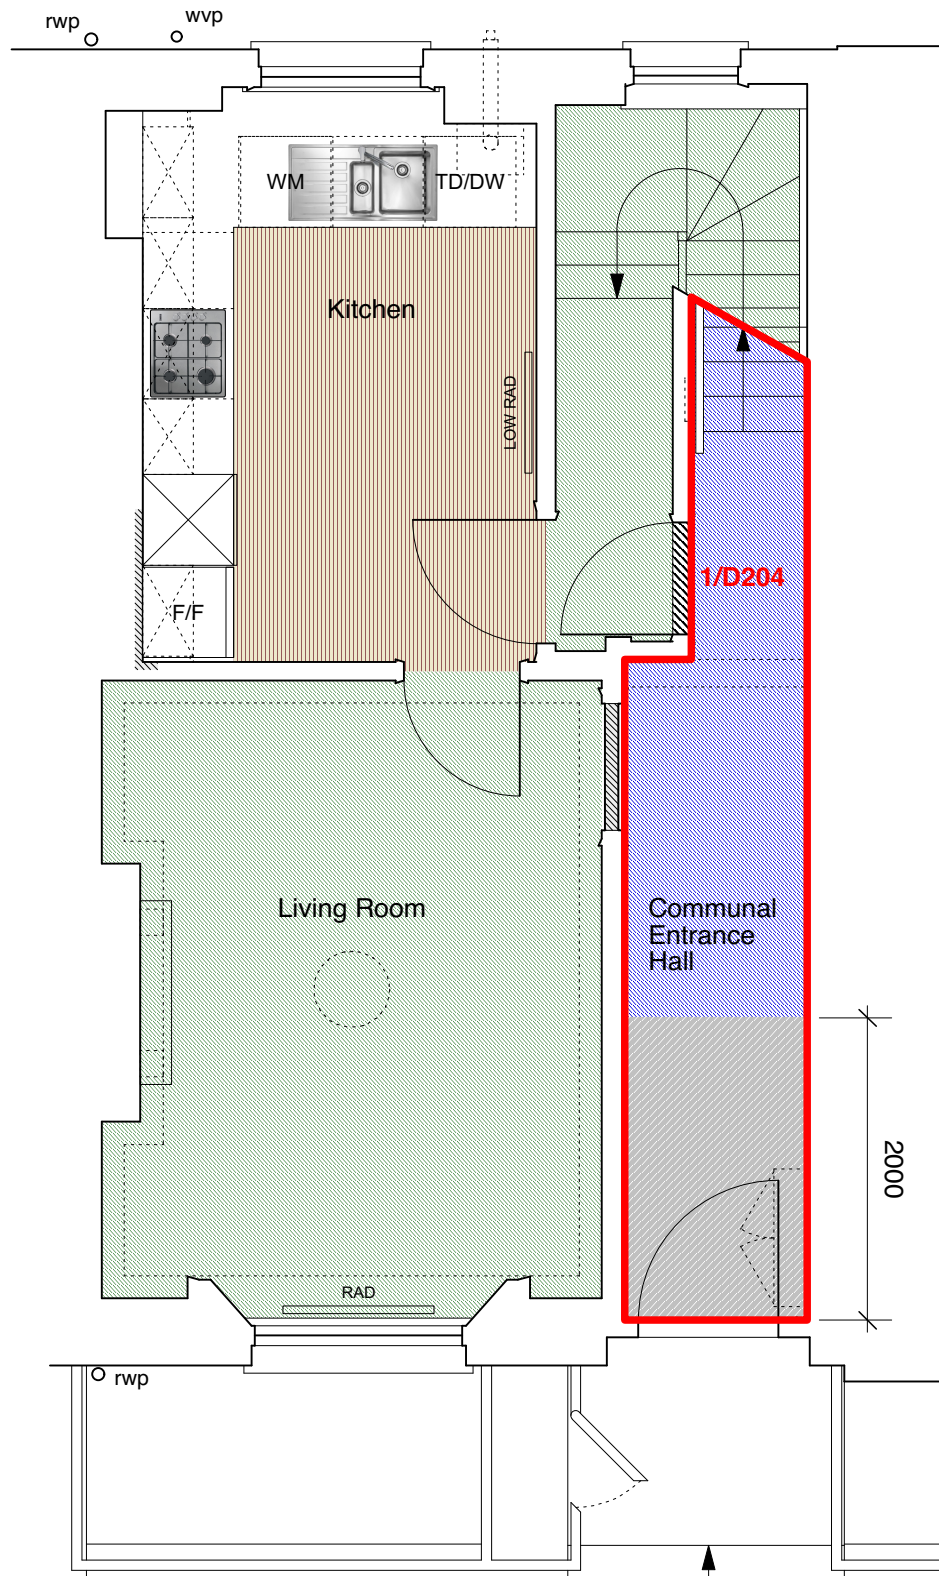 rwp
wvp
WM
TD/DW
Kitchen
LOW RAD
F/F
1/D204
Living Room
Communal
Entrance
Hall
2000
RAD
rwp